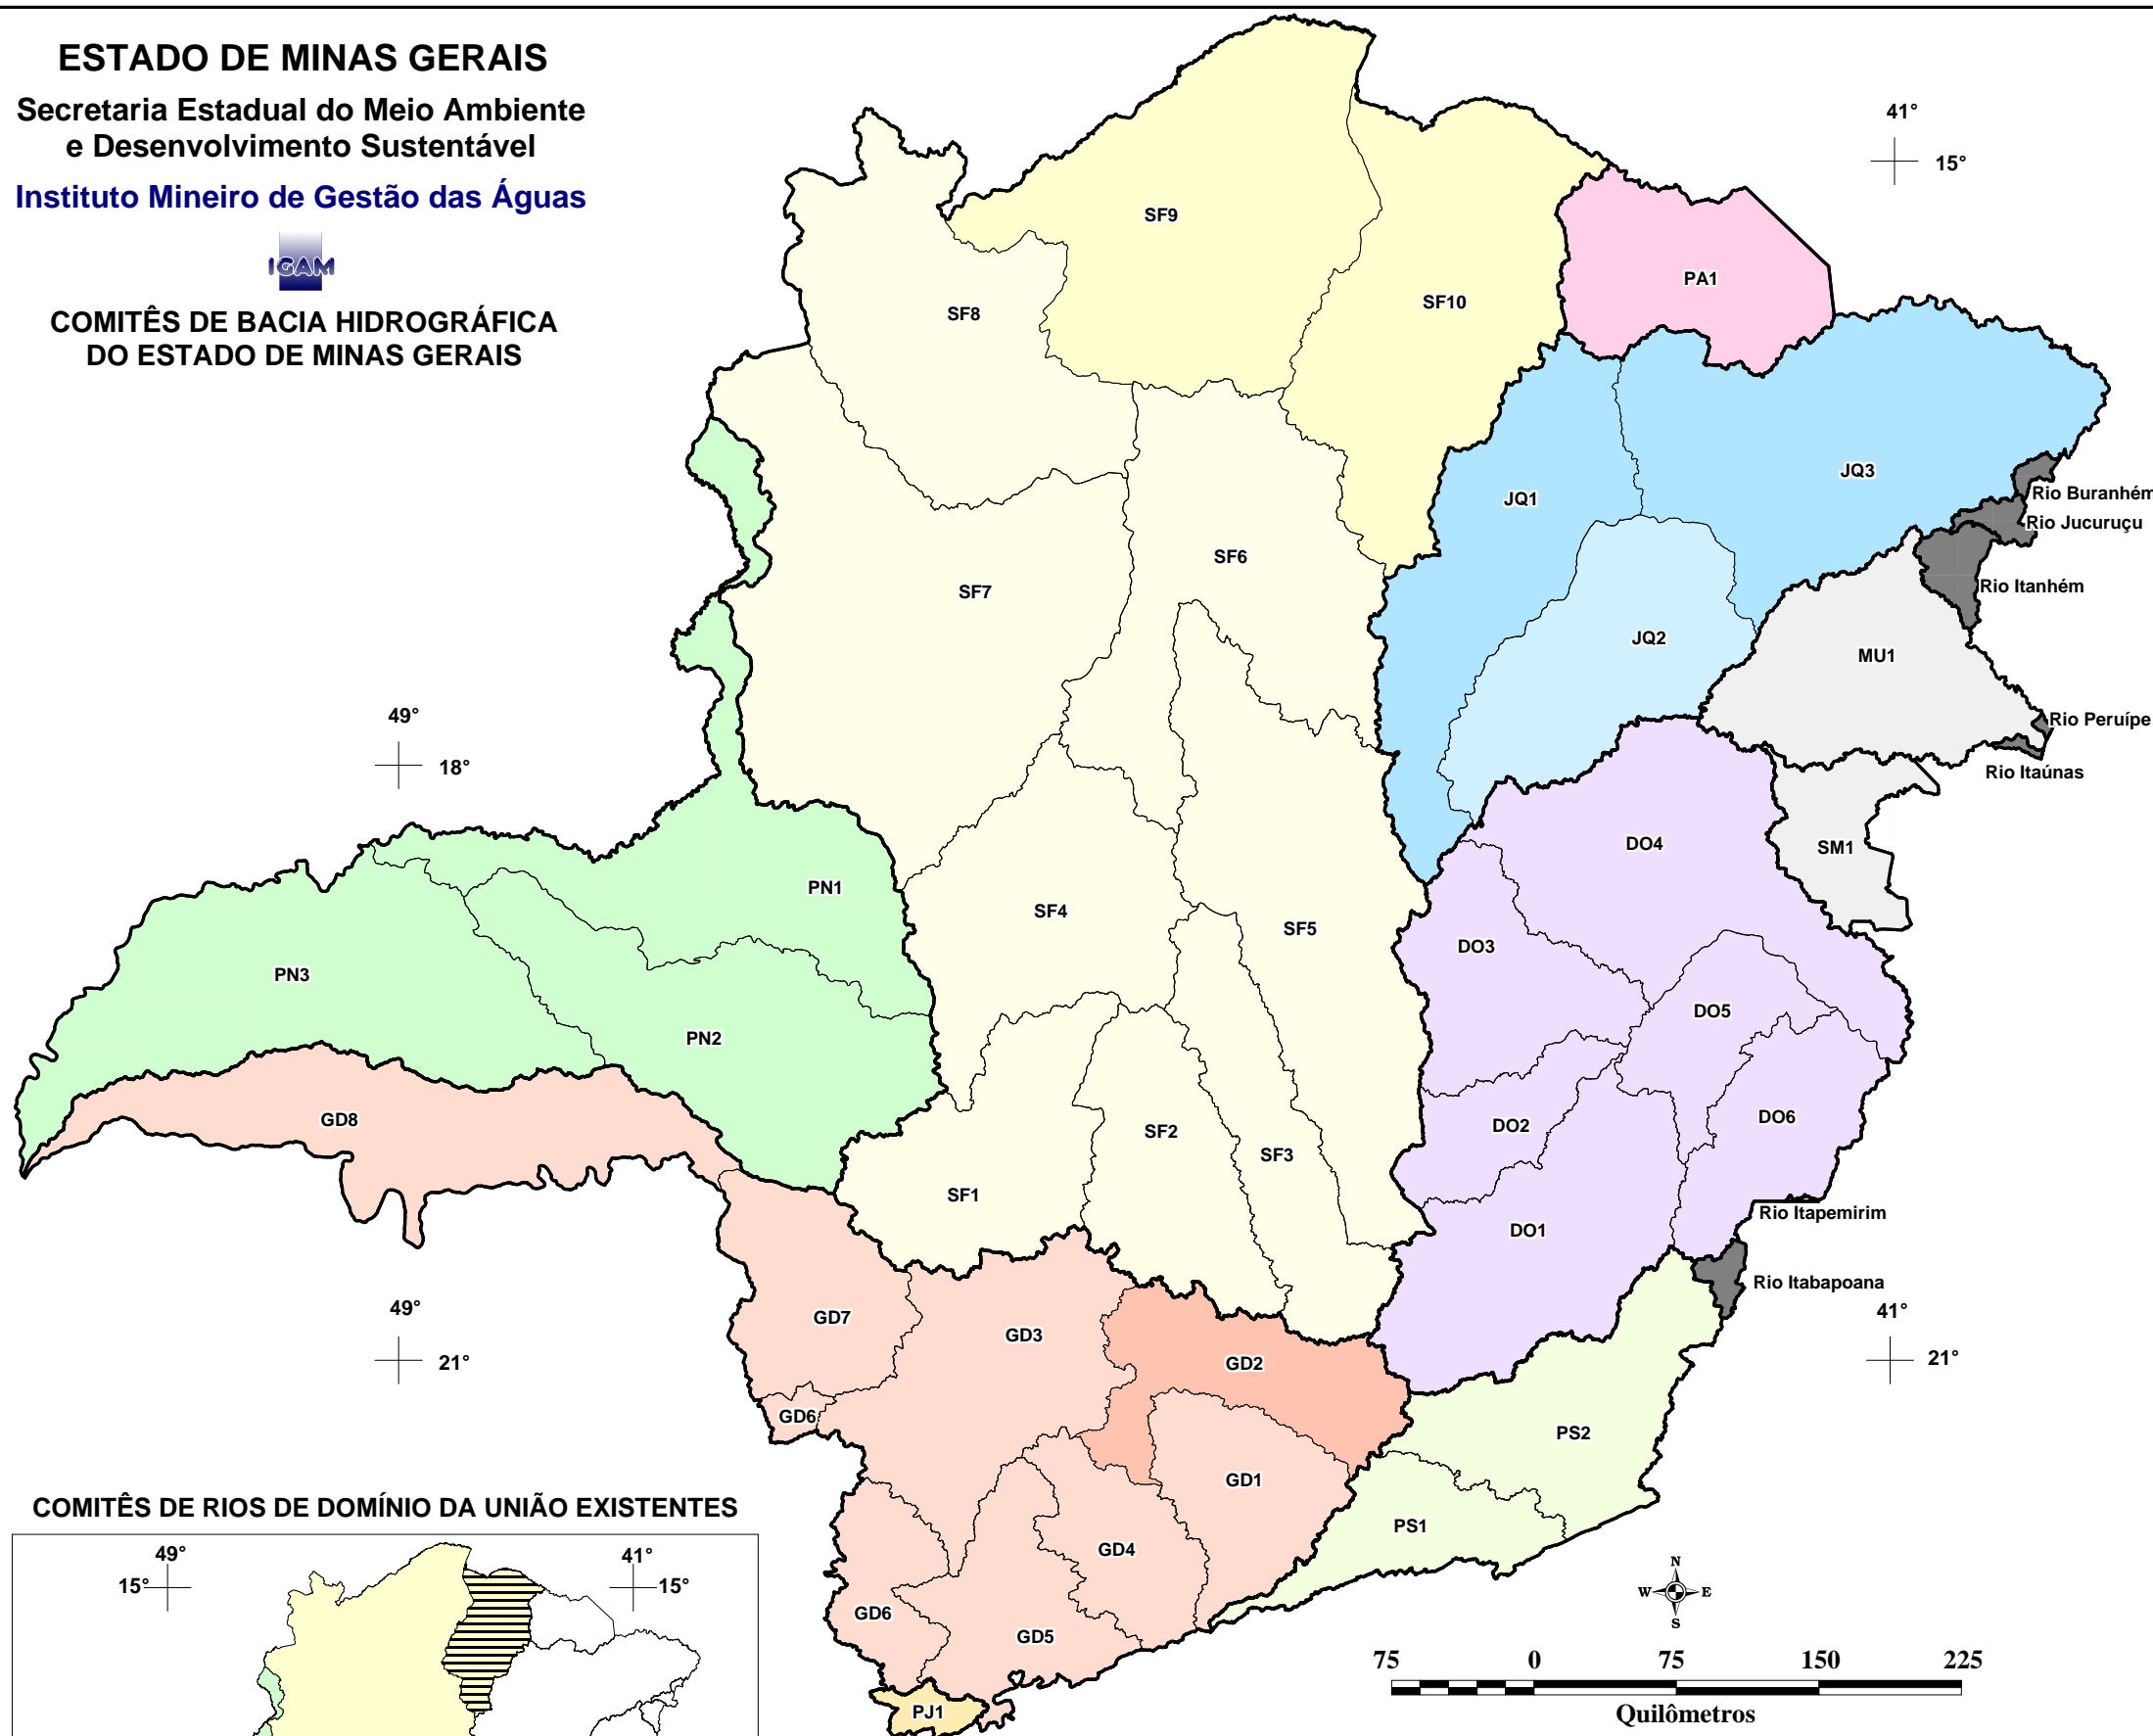 ESTADO DE MINAS GERAIS
Secretaria Estadual do Meio Ambiente
e Desenvolvimento Sustentável
Instituto Mineiro de Gestão das Águas
IGAM
COMITÊS DE BACIA HIDROGRÁFICA
DO ESTADO DE MINAS GERAIS
41°
15°
SF9
PA1
SF10
SF8
JQ3
Rio Buranhém
JQ1
Rio Jucuruçu
SF6
Rio Itanhém
SF7
JQ2
MU1
49°
18°
Rio Peruípe
Rio Itaúnas
DO4
SM1
PN1
SF4
SF5
DO3
PN3
DO5
PN2
GD8
DO6
DO2
SF2
SF3
SF1
Rio Itapemirim
DO1
Rio Itabapoana
49°
21°
41°
21°
GD7
GD3
GD2
GD6
PS2
GD1
PS1
GD4
GD6
GD5
PJ1
COMITÊS DE RIOS DE DOMÍNIO DA UNIÃO EXISTENTES
49°
41°
15°
15°
N
W E
S
75 0 75 150 225
Quilômetros